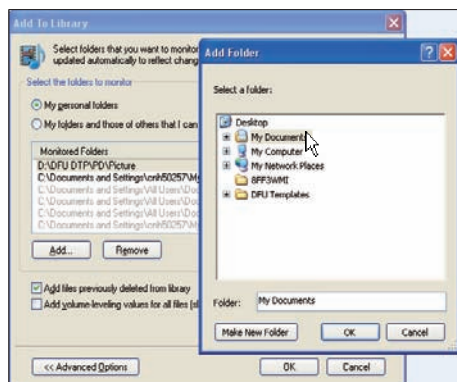 Add To Library
Select folders that you want to monitor
updated automatically to reflect chang
Select the folders to monitor
My personal folders
My folders and those of others that I can
Monitored Folders
D:\DFU DTP\PD\Picture
C:\Documents and Settings\cnh50257\My
C:\Documents and Settings\All Users\Doc
C:\Documents and Settings\All Users\Doc
C:\Documents and Settings\All Users\Doc
C:\Documents and Settings\cnh50257\My
Add...
Remove
Add files previously deleted from library
Add volume-leveling values for all files
<< Advanced Options
OK
Cancel
Add Folder
Select a folder:
Desktop
My Documents
My Computer
My Network Places
8FF3WMI
DFU Templates
Folder: My Documents
Make New Folder
OK
Cancel